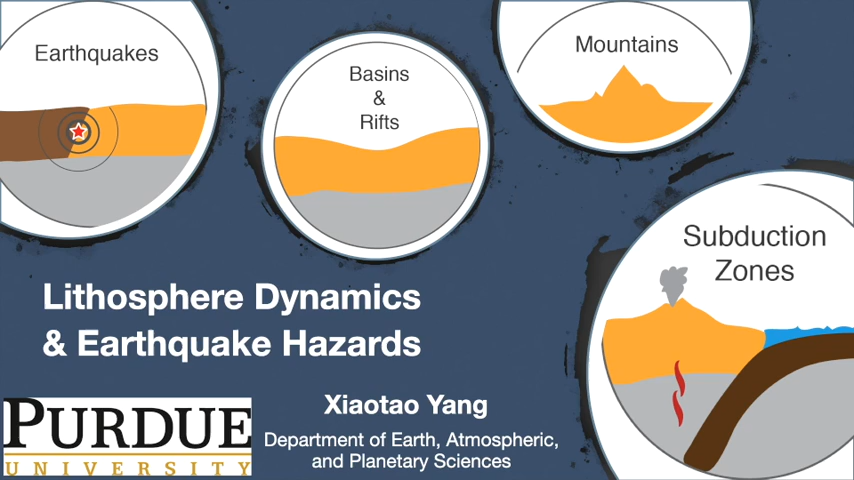 Earthquakes
Basins
&
Rifts
Mountains
Subduction
Zones
Lithosphere Dynamics
& Earthquake Hazards
Xiaotao Yang
Department of Earth, Atmospheric,
and Planetary Sciences
PURDUE
UNIVERSITY